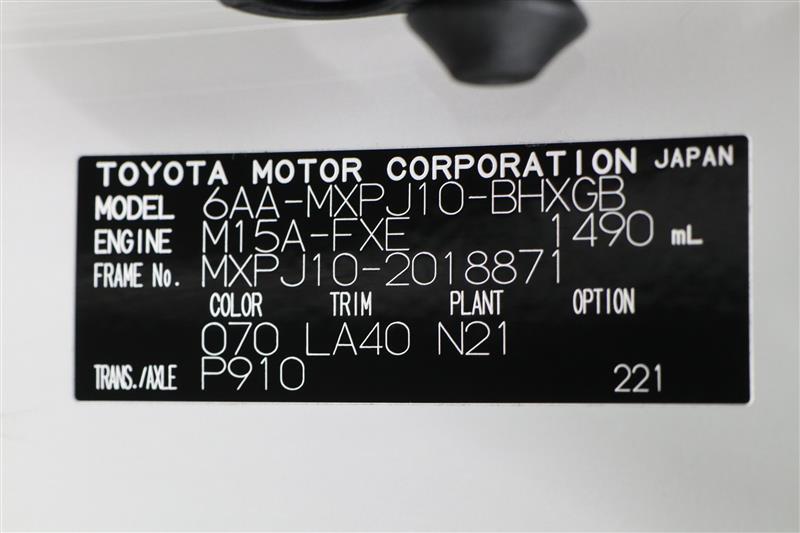 TOYOTA MOTOR CORPORATION JAPAN
MODEL 6AA-MXPJ10-BHXGB
ENGINE M15A-FXE 1490 mL
FRAME No. MXPJ10-2018871
COLOR TRIM PLANT OPTION
070 LA40 N21
TRANS./AXLE P910 221